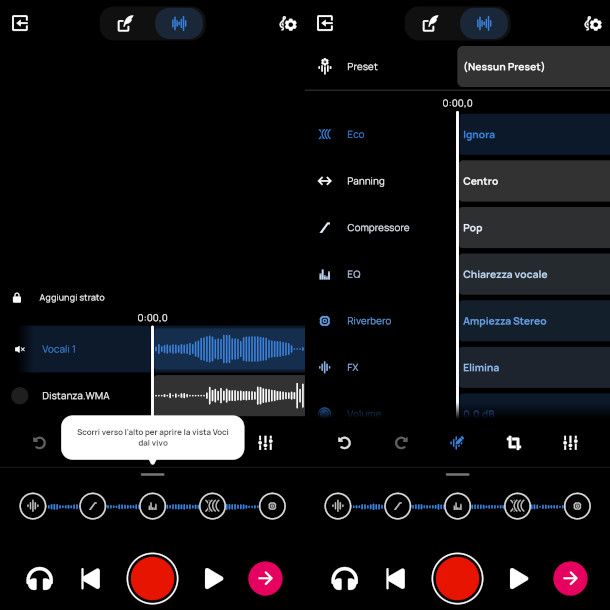 Aggiungi strato
0:00,0
Vocali 1
Distanza.WMA
Scorri verso l'alto per aprire la vista Voci
dal vivo
Preset
(Nessun Preset)
0:00,0
Eco
Ignora
Panning
Centro
Compressore
Pop
EQ
Chiarezza vocale
Riverbero
Ampiezza Stereo
FX
Elimina
Volume
0,0 dB